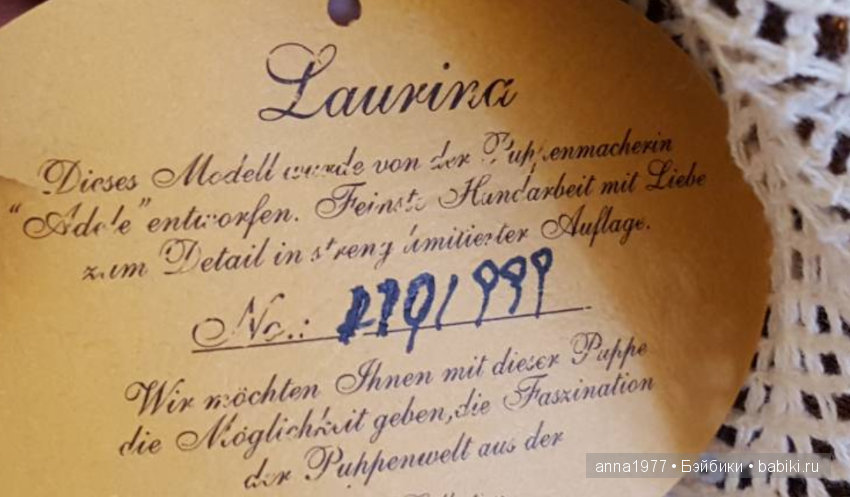 Laurina
Dieses Modell wurde von der Puppenmacherin
“Adele” entworfen. Feinste Handarbeit mit Liebe
zum Detail in streng limitierter Auflage.
No.: /999
Wir möchten Ihnen mit dieser Puppe
die Möglichkeit geben, die Faszination
der Puppenwelt aus der
anna1977 • Бэйбики • babiki.ru